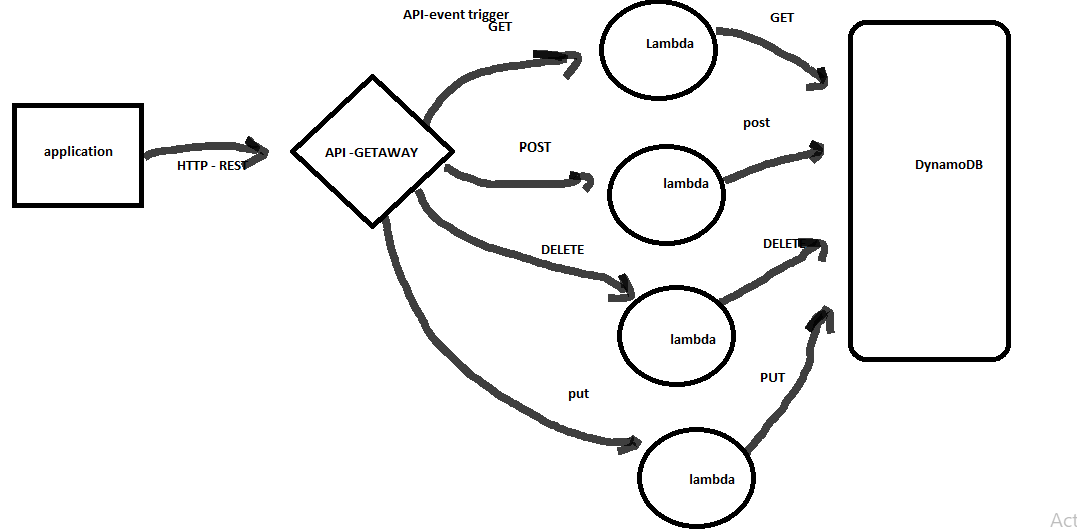 API-event trigger
GET
GET
Lambda
application
HTTP - REST
API -GETAWAY
POST
post
lambda
DynamoDB
DELETE
DELETE
lambda
put
PUT
lambda
Act